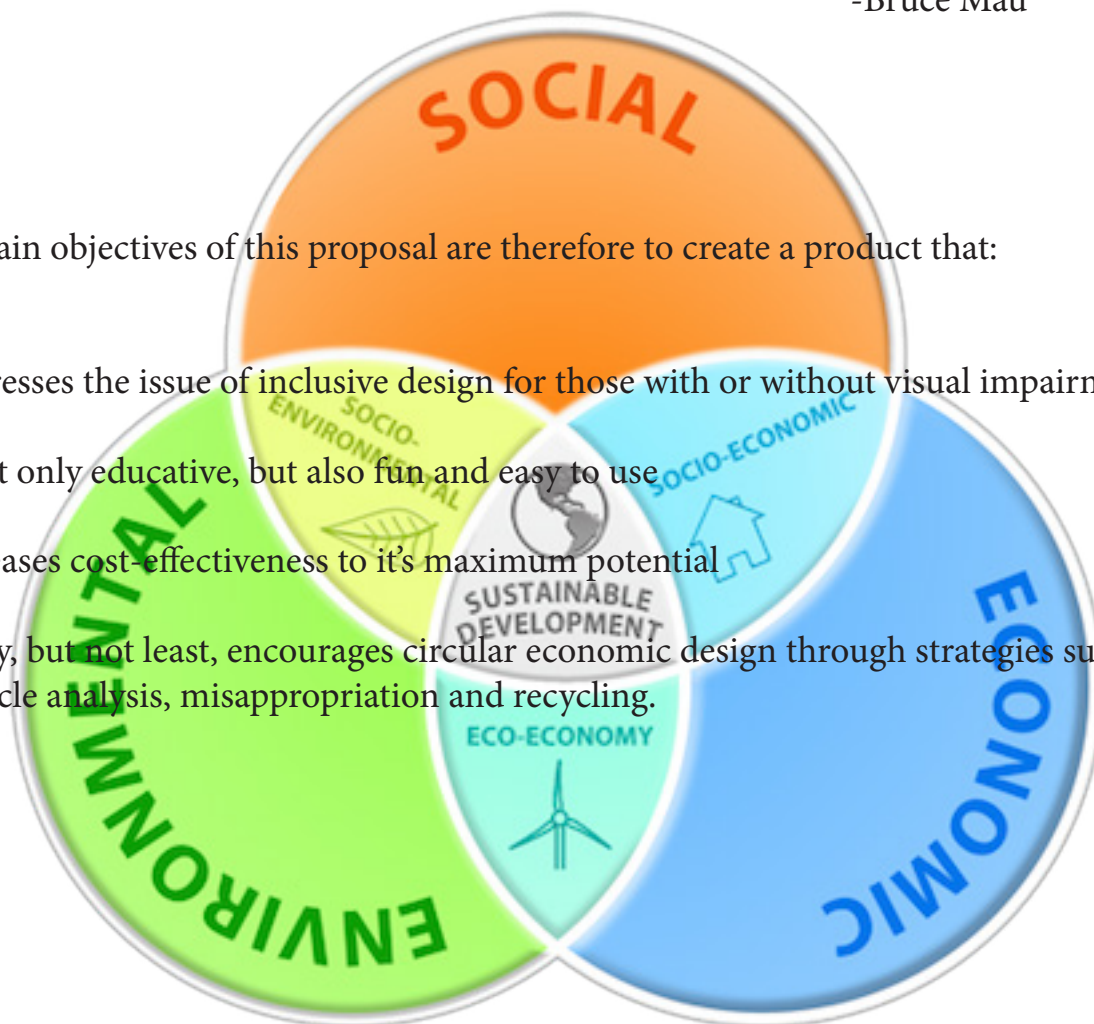 -Bruce Mau
SOCIAL
ain objectives of this proposal are therefore to create a product that:
resses the issue of inclusive design for those with or without visual impairm
SOCIO-
ENVIRONMENTAL
SOCIO-ECONOMIC
t only educative, but also fun and easy to use
eases cost-effectiveness to it's maximum potential
SUSTAINABLE
DEVELOPMENT
ENVIRONMENTAL
ECONOMIC
y, but not least, encourages circular economic design through strategies su
cle analysis, misappropriation and recycling.
ECO-ECONOMY